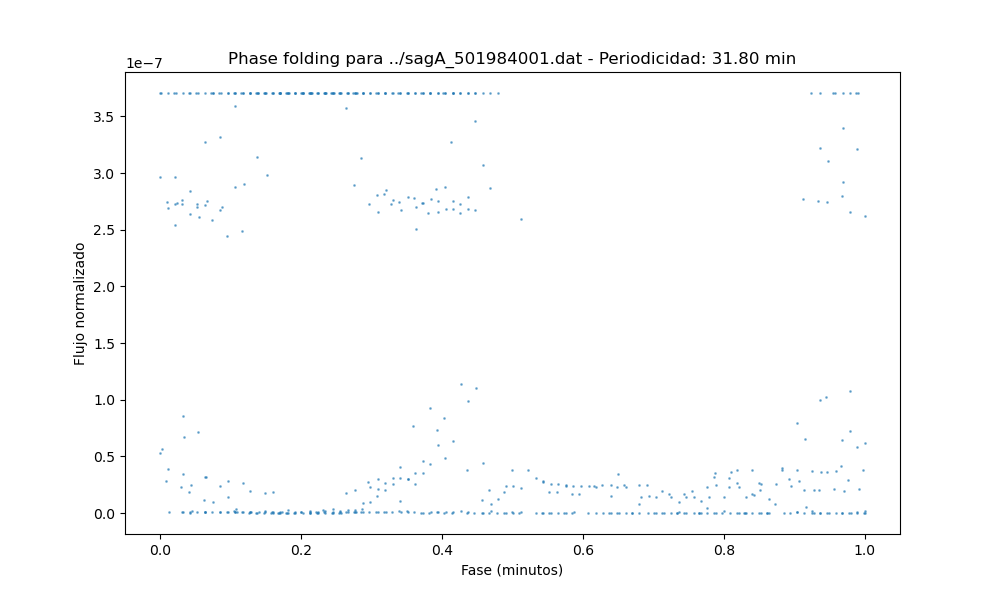 Phase folding para ../sagA_501984001.dat - Periodicidad: 31.80 min
1e−7
3.5
3.0
2.5
2.0
1.5
1.0
0.5
0.0
Flujo normalizado
0.0 0.2 0.4 0.6 0.8 1.0
Fase (minutos)